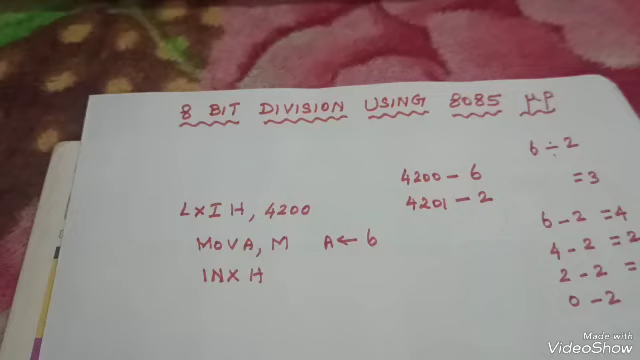 8 BIT DIVISION USING 8085 μP
6 ÷ 2
= 3
4200 - 6
4201 - 2
LXI H, 4200
MOV A, M A ← 6
INX H
6 - 2 = 4
4 - 2 = 2
2 - 2 =
0 - 2
Made with
VideoShow